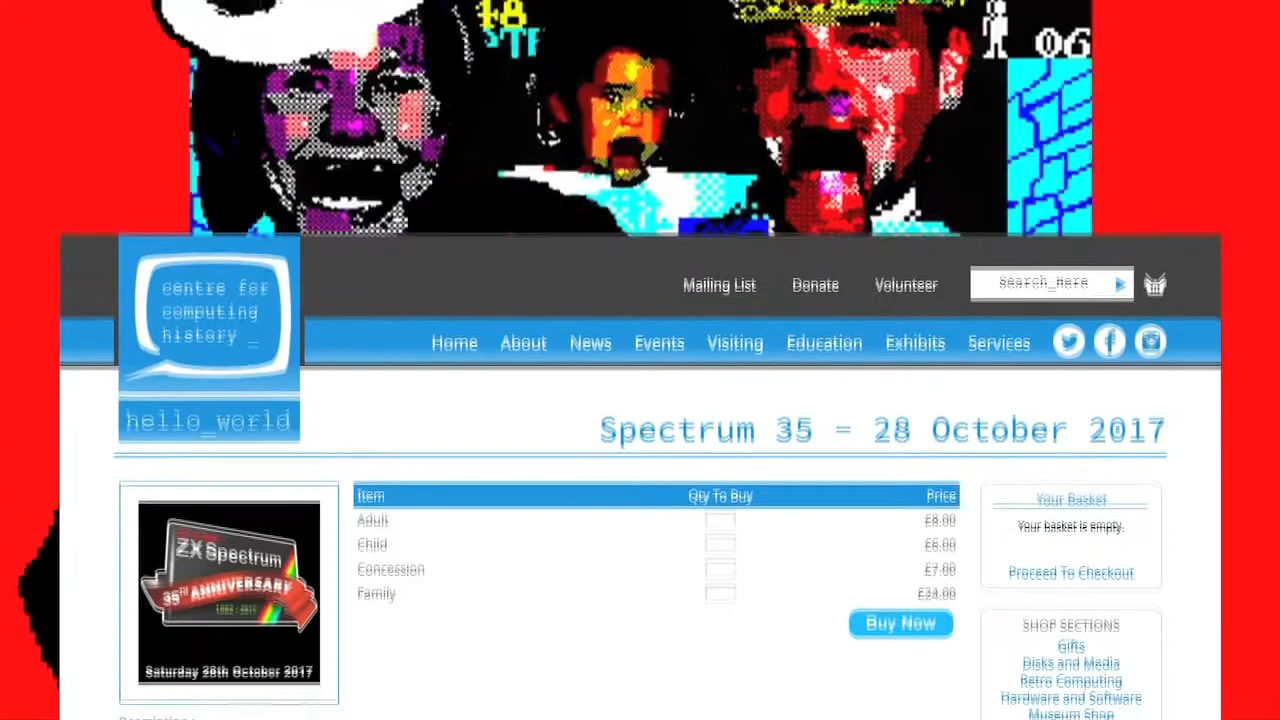 18
STF
06
Mailing List Donate Volunteer Search_Here
centre for
computing
history _
Home About News Events Visiting Education Exhibits Services
hello_world
Spectrum 35 - 28 October 2017
Item Qty To Buy Price
Adult £8.00
Child £6.00
Concession £7.00
Family £24.00
Buy Now
ZX Spectrum
35TH ANNIVERSARY
1982 - 2017
Saturday 28th October 2017
Your Basket
Your basket is empty.
Proceed To Checkout
SHOP SECTIONS
Gifts
Disks and Media
Retro Computing
Hardware and Software
Museum Shop